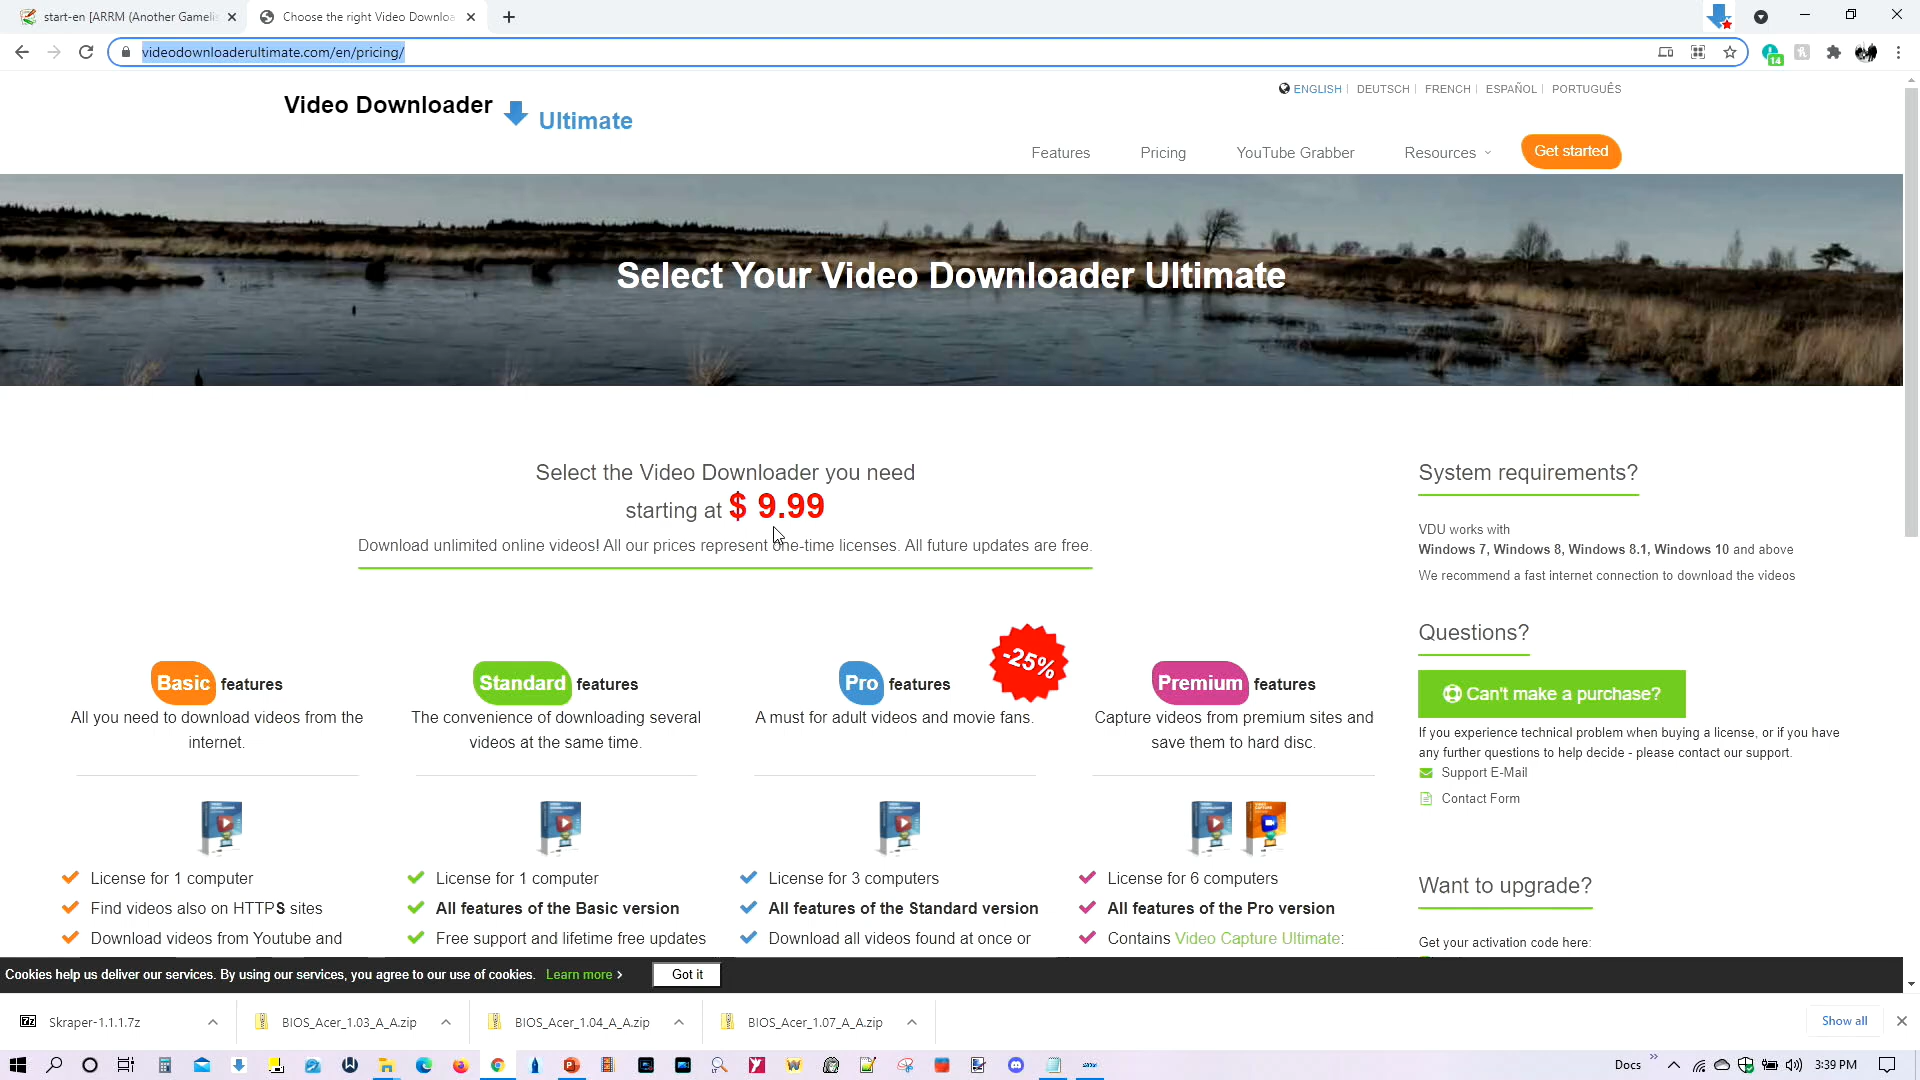 start-en [ARRM (Another Gamelis
Choose the right Video Downloa
videodownloaderultimate.com/en/pricing/
14
ENGLISH | DEUTSCH | FRENCH | ESPAÑOL | PORTUGUÊS
Video Downloader Ultimate
Features Pricing YouTube Grabber Resources Get started
Select Your Video Downloader Ultimate
Select the Video Downloader you need
starting at $ 9.99
Download unlimited online videos! All our prices represent one-time licenses. All future updates are free.
System requirements?
VDU works with
Windows 7, Windows 8, Windows 8.1, Windows 10 and above
We recommend a fast internet connection to download the videos
Questions?
Can't make a purchase?
If you experience technical problem when buying a license, or if you have
any further questions to help decide - please contact our support.
Support E-Mail
Contact Form
Want to upgrade?
Get your activation code here:
Basic features
All you need to download videos from the
internet.
License for 1 computer
Find videos also on HTTPS sites
Download videos from Youtube and
Standard features
The convenience of downloading several
videos at the same time.
License for 1 computer
All features of the Basic version
Free support and lifetime free updates
Pro features
-25%
A must for adult videos and movie fans.
License for 3 computers
All features of the Standard version
Download all videos found at once or
Premium features
Capture videos from premium sites and
save them to hard disc.
License for 6 computers
All features of the Pro version
Contains Video Capture Ultimate:
Cookies help us deliver our services. By using our services, you agree to our use of cookies. Learn more > Got it
Skraper-1.1.1.7z
BIOS_Acer_1.03_A_A.zip
BIOS_Acer_1.04_A_A.zip
BIOS_Acer_1.07_A_A.zip
Show all
Docs
3:39 PM